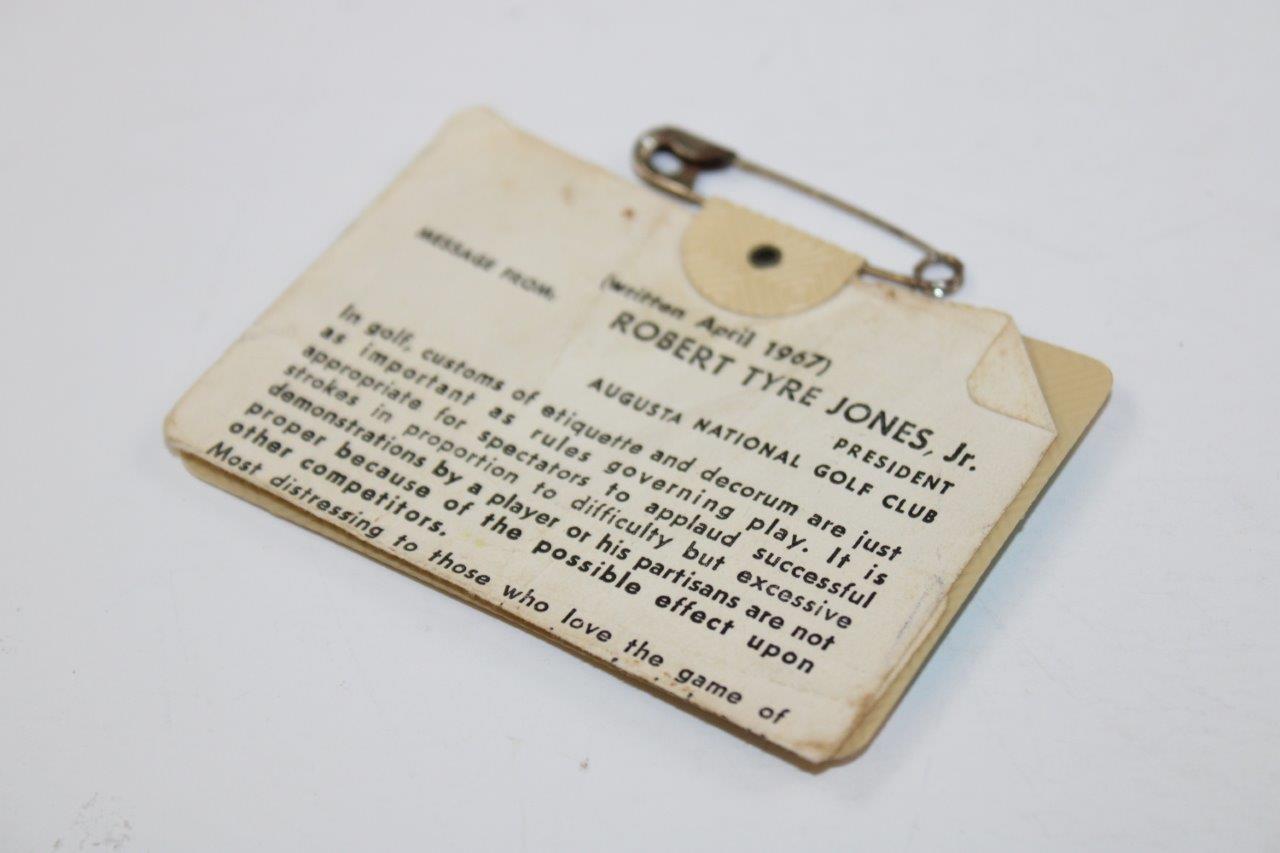 MESSAGE FROM:
(written April 1967)
ROBERT TYRE JONES, Jr.
PRESIDENT
AUGUSTA NATIONAL GOLF CLUB
In golf, customs of etiquette and decorum are just
as important as rules governing play. It is
appropriate for spectators to applaud successful
strokes in proportion to difficulty but excessive
demonstrations by a player or his partisans are not
proper because of the possible effect upon
other competitors.
Most distressing to those who love the game of